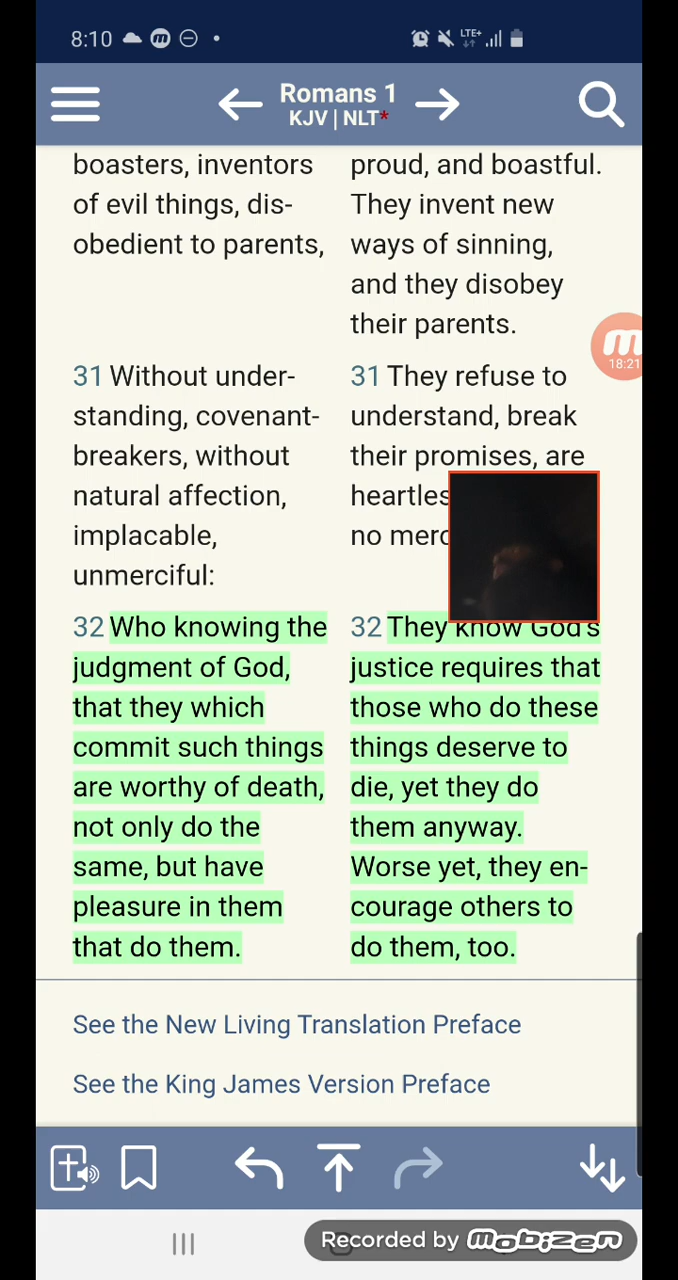 8:10
LTE+
Romans 1
KJV | NLT*
boasters, inventors
of evil things, dis-
obedient to parents,
proud, and boastful.
They invent new
ways of sinning,
and they disobey
their parents.
18:21
31 Without under-
standing, covenant-
breakers, without
natural affection,
implacable,
unmerciful:
31 They refuse to
understand, break
their promises, are
no
32 Who knowing the
judgment of God,
that they which
commit such things
are worthy of death,
not only do the
same, but have
pleasure in them
that do them.
32 They know God's
justice requires that
those who do these
things deserve to
die, yet they do
them anyway.
Worse yet, they en-
courage others to
do them, too.
See the New Living Translation Preface
See the King James Version Preface
Recorded by mobizen